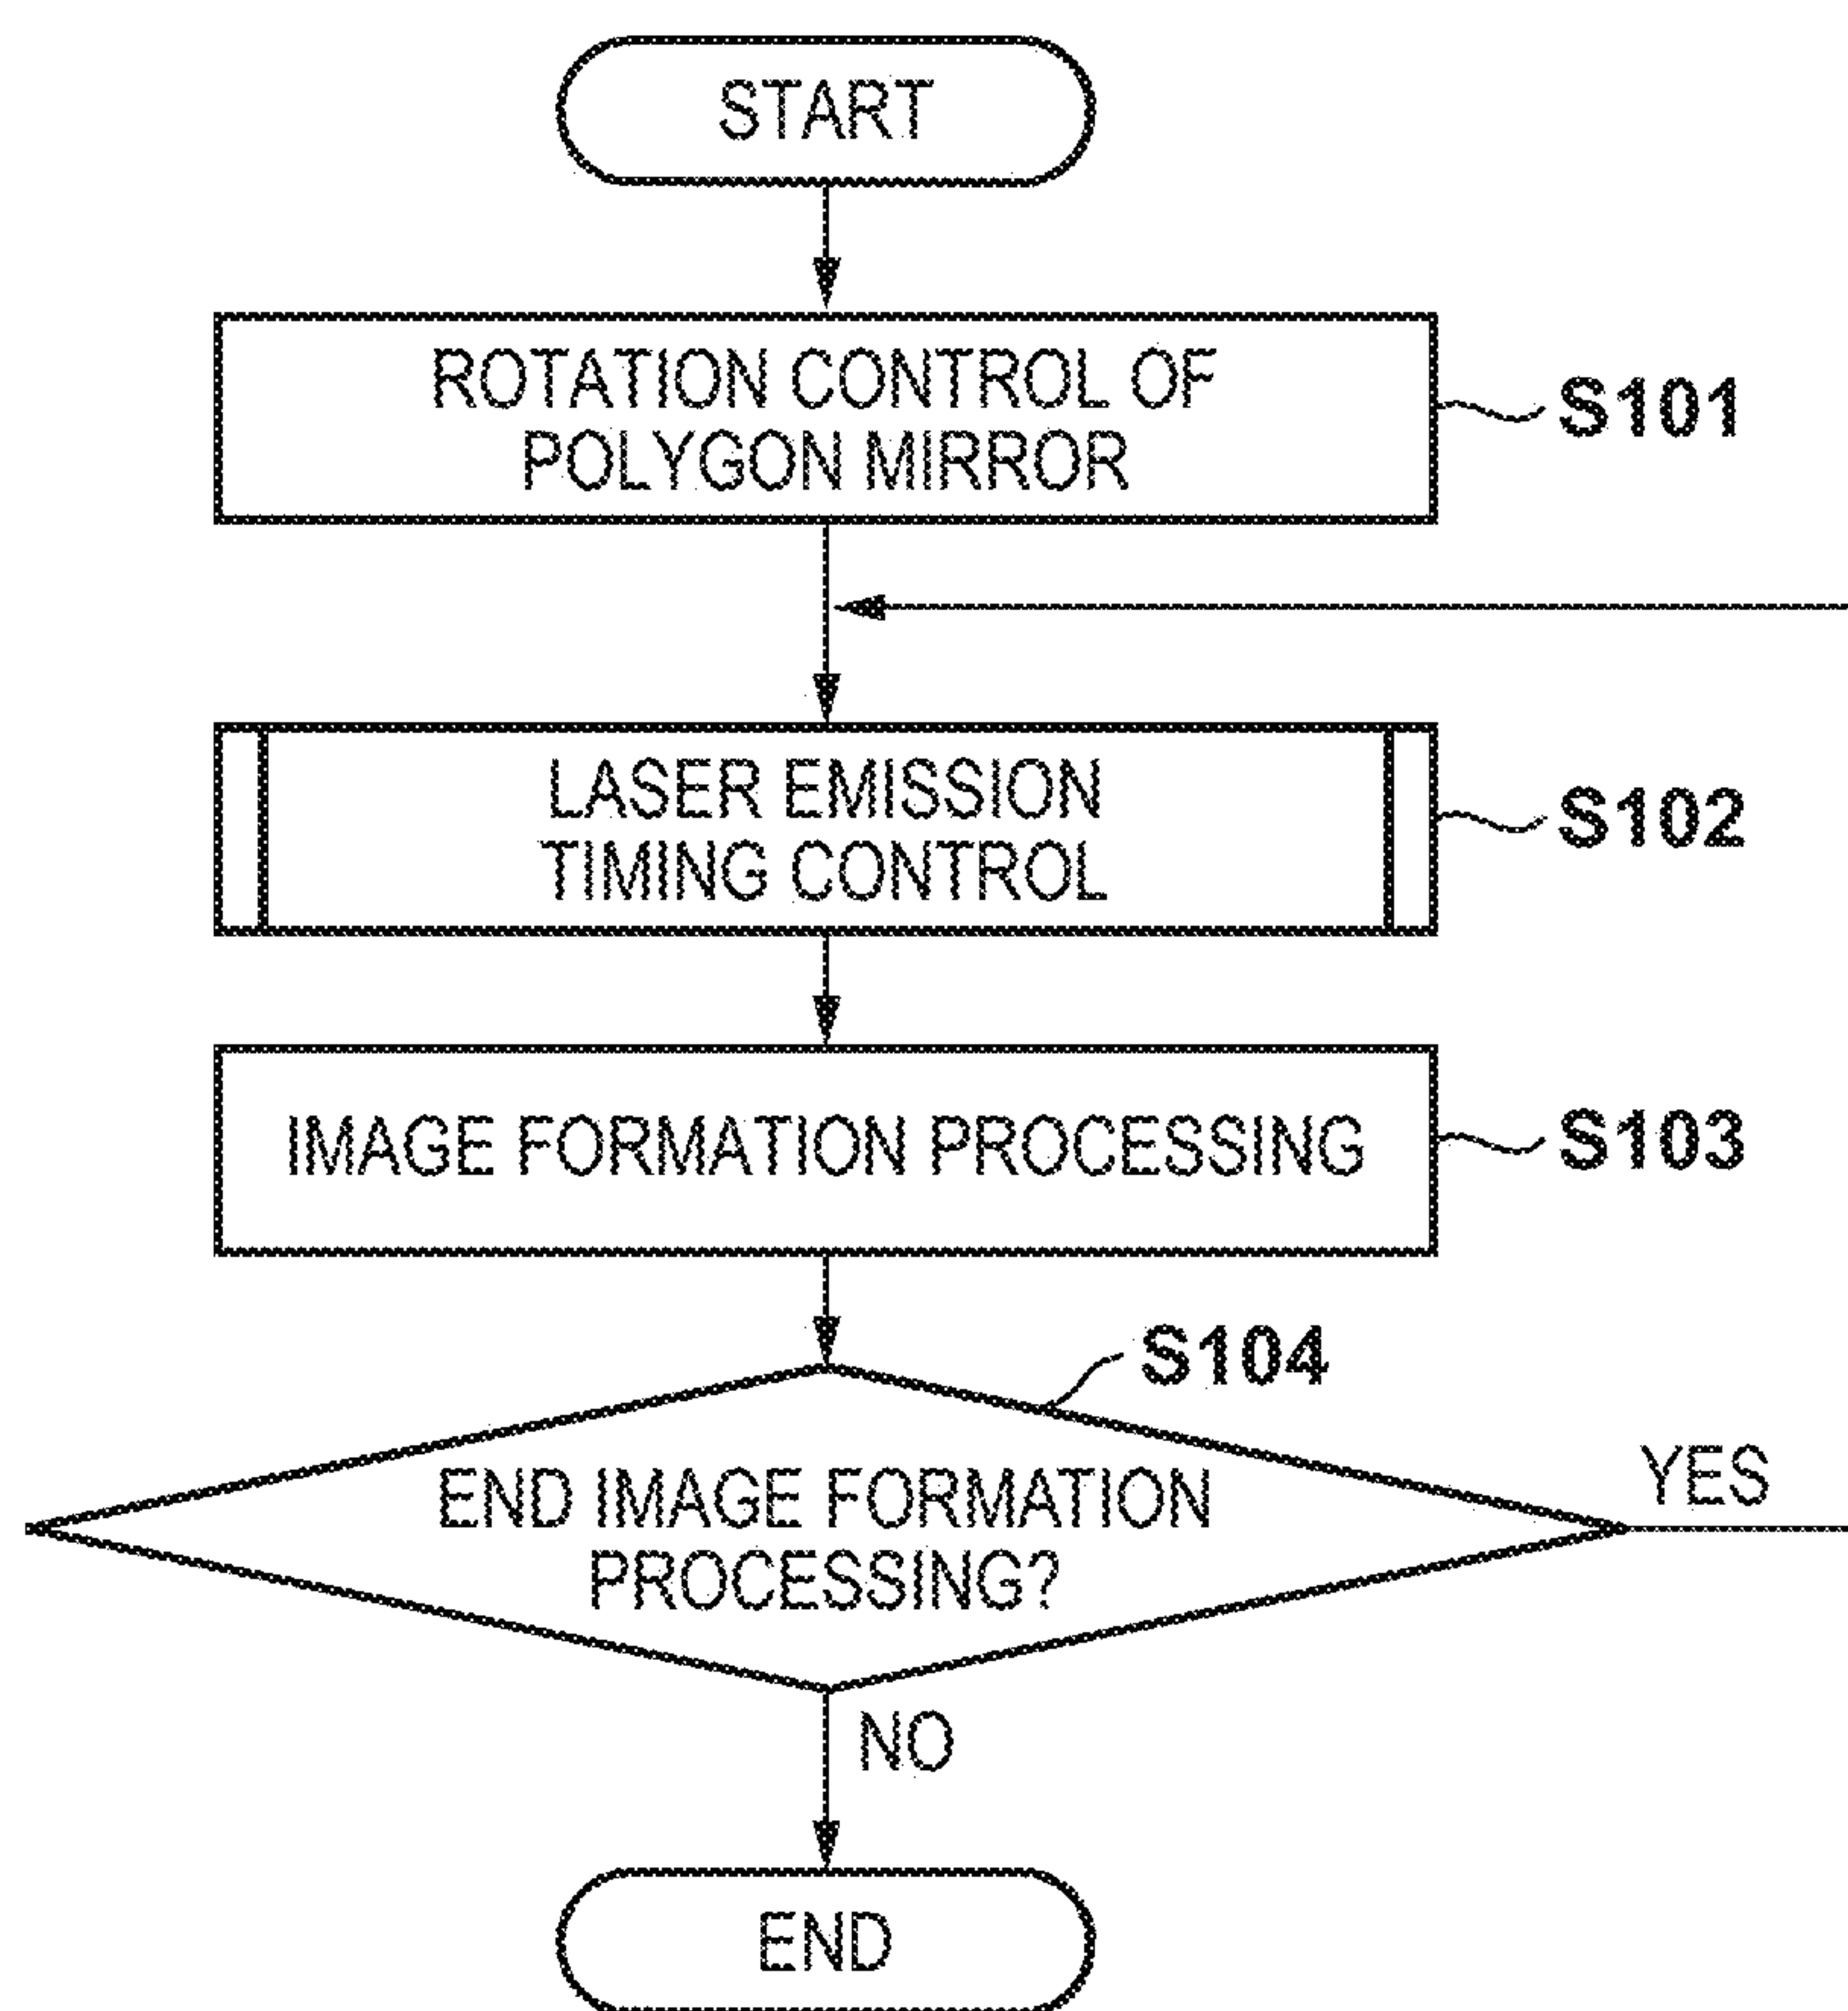 START
ROTATION CONTROL OF
POLYGON MIRROR
S101
LASER EMISSION
TIMING CONTROL
S102
IMAGE FORMATION PROCESSING
S103
S104
END IMAGE FORMATION
PROCESSING?
YES
NO
END